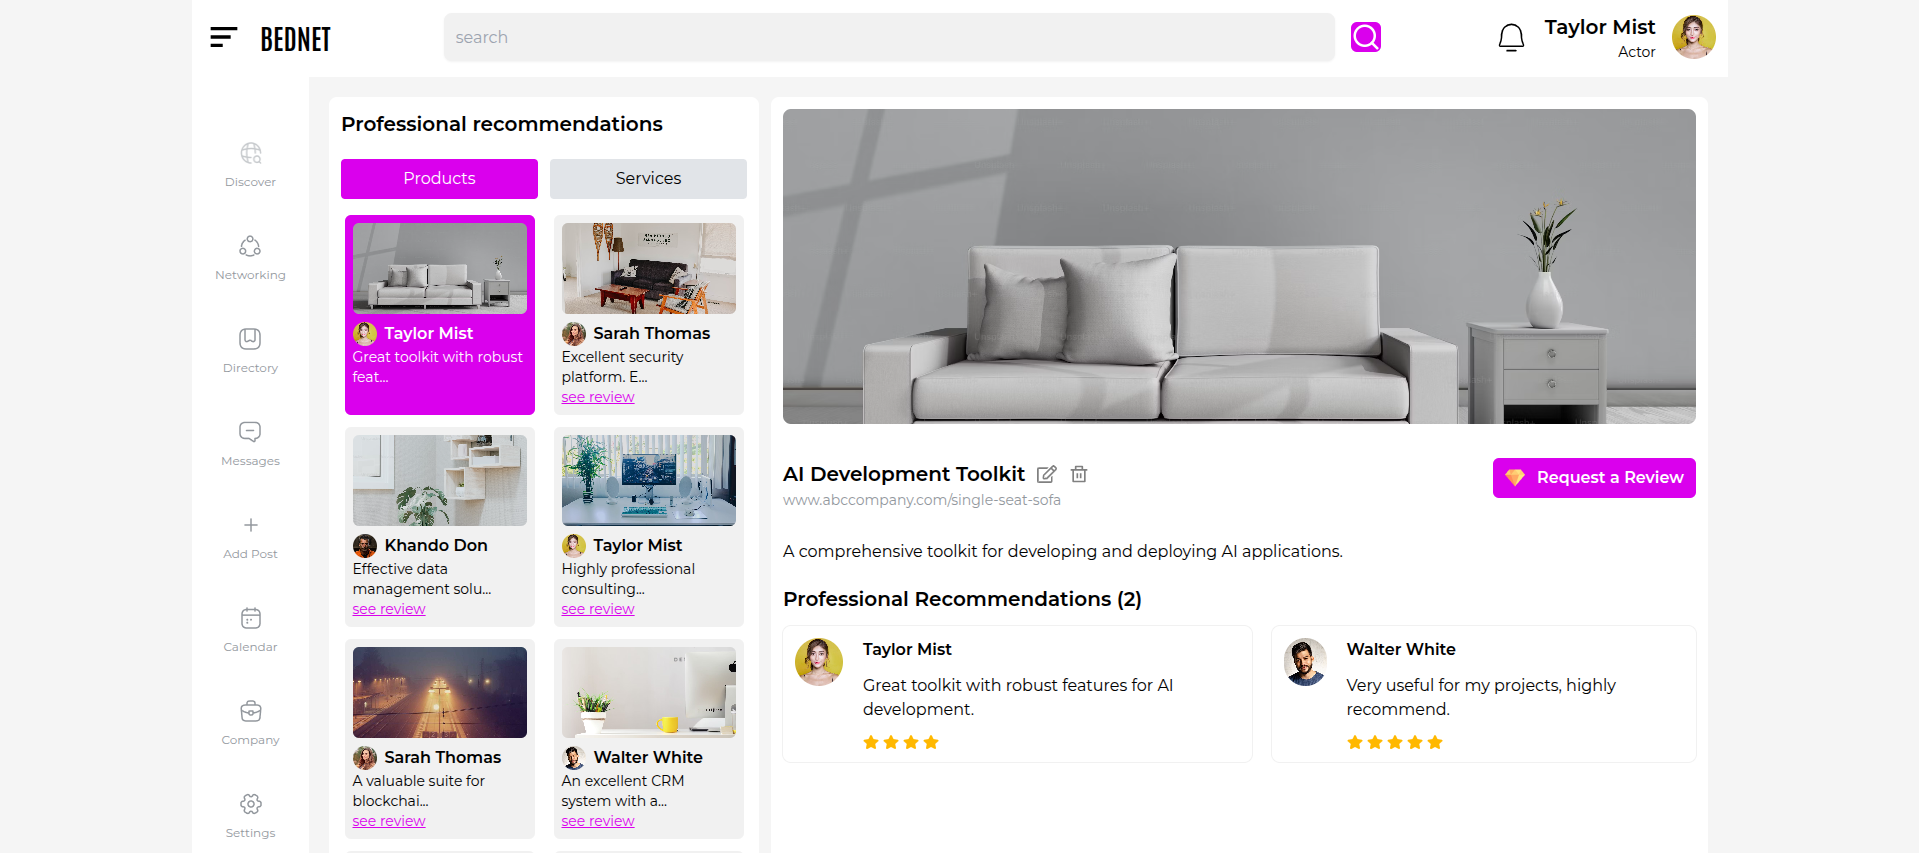 BEDNET
search
Taylor Mist
Actor
Discover
Networking
Directory
Messages
Add Post
Calendar
Company
Settings
Professional recommendations
Products
Services
Taylor Mist
Great toolkit with robust
feat...
Sarah Thomas
Excellent security
platform. E...
see review
Khando Don
Effective data
management solu...
see review
Taylor Mist
Highly professional
consulting...
see review
Sarah Thomas
A valuable suite for
blockchai...
see review
Walter White
An excellent CRM
system with a...
see review
AI Development Toolkit
www.abccompany.com/single-seat-sofa
Request a Review
A comprehensive toolkit for developing and deploying AI applications.
Professional Recommendations (2)
Taylor Mist
Great toolkit with robust features for AI
development.
Walter White
Very useful for my projects, highly
recommend.